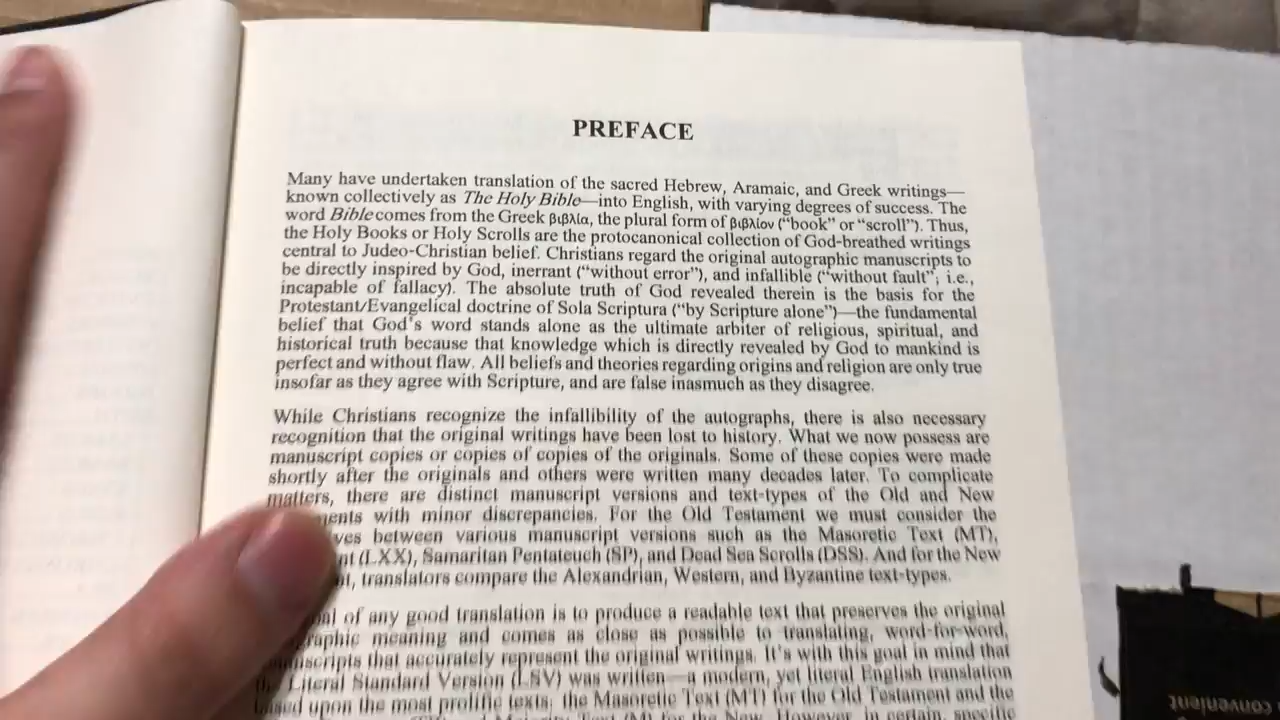 PREFACE
Many have undertaken translation of the sacred Hebrew, Aramaic, and Greek writings—
known collectively as The Holy Bible—into English, with varying degrees of success. The
word Bible comes from the Greek βιβλία, the plural form of βιβλίον (“book” or “scroll”). Thus,
the Holy Books or Holy Scrolls are the protocanonical collection of God-breathed writings
central to Judeo-Christian belief. Christians regard the original autographic manuscripts to
be directly inspired by God, inerrant (“without error”), and infallible (“without fault”; i.e.,
incapable of fallacy). The absolute truth of God revealed therein is the basis for the
Protestant/Evangelical doctrine of Sola Scriptura (“by Scripture alone”)—the fundamental
belief that God's word stands alone as the ultimate arbiter of religious, spiritual, and
historical truth because that knowledge which is directly revealed by God to mankind is
perfect and without flaw. All beliefs and theories regarding origins and religion are only true
insofar as they agree with Scripture, and are false inasmuch as they disagree.
While Christians recognize the infallibility of the autographs, there is also necessary
recognition that the original writings have been lost to history. What we now possess are
manuscript copies or copies of copies of the originals. Some of these copies were made
shortly after the originals and others were written many decades later. To complicate
matters, there are distinct manuscript versions and text-types of the Old and New
ments with minor discrepancies. For the Old Testament we must consider the
ves between various manuscript versions such as the Masoretic Text (MT),
nt (LXX), Samaritan Pentateuch (SP), and Dead Sea Scrolls (DSS). And for the New
t, translators compare the Alexandrian, Western, and Byzantine text-types.
al of any good translation is to produce a readable text that preserves the original
raphic meaning and comes as close as possible to translating, word-for-word,
nuscripts that accurately represent the original writings. It's with this goal in mind that
the Literal Standard Version (LSV) was written—a modern, yet literal English translation
based upon the most prolific texts: the Masoretic Text (MT) for the Old Testament and the
Majority Text (M) for the New. However, in certain, specific
convenient